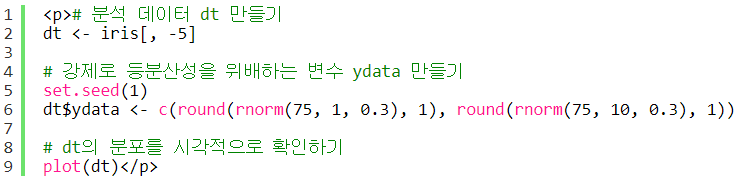 1 <p># 분석 데이터 dt 만들기
2 dt <- iris[, -5]
3
4 # 강제로 등분산성을 위배하는 변수 ydata 만들기
5 set.seed(1)
6 dt$ydata <- c(round(rnorm(75, 1, 0.3), 1), round(rnorm(75, 10, 0.3), 1))
7
8 # dt의 분포를 시각적으로 확인하기
9 plot(dt)</p>